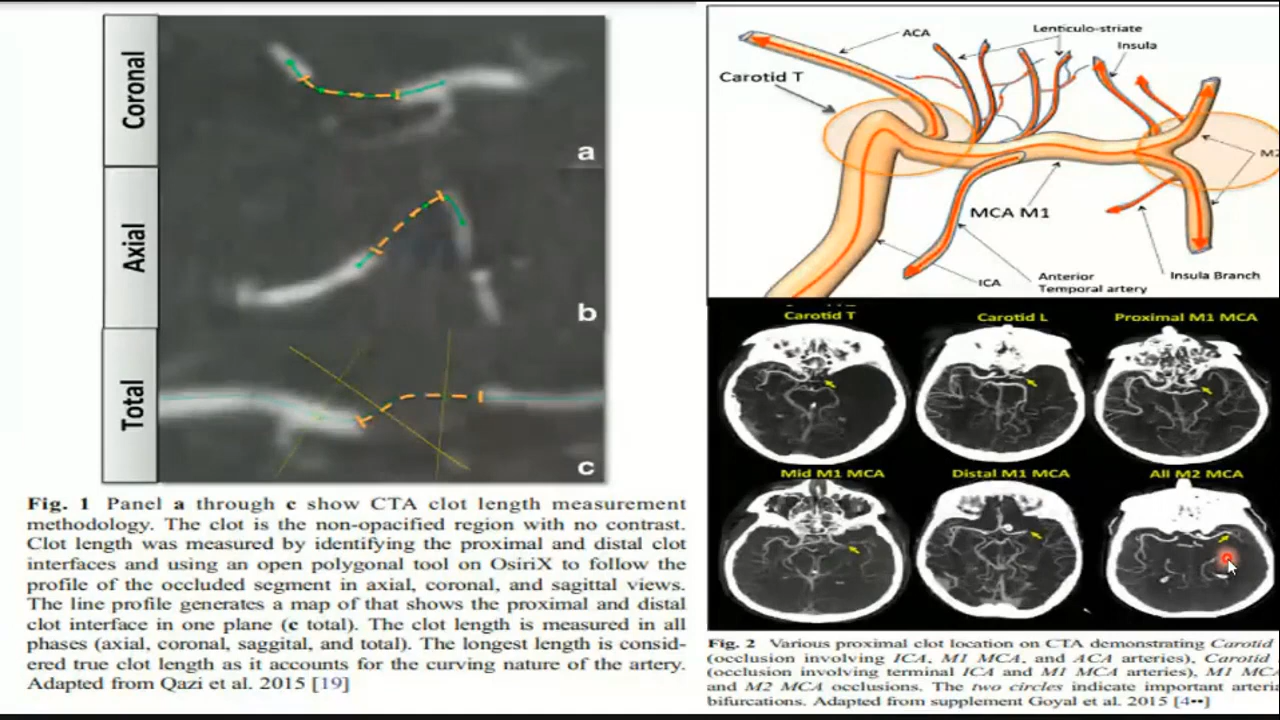 Coronal
a
Axial
b
Total
c
Fig. 1 Panel a through c show CTA clot length measurement
methodology. The clot is the non-opacified region with no contrast.
Clot length was measured by identifying the proximal and distal clot
interfaces and using an open polygonal tool on OsiriX to follow the
profile of the occluded segment in axial, coronal, and sagittal views.
The line profile generates a map of that shows the proximal and distal
clot interface in one plane (c total). The clot length is measured in all
phases (axial, coronal, saggital, and total). The longest length is consid-
ered true clot length as it accounts for the curving nature of the artery.
Adapted from Qazi et al. 2015 [19]
ACA
Lenticulo-striate
Insula
Carotid T
M2
MCA M1
ICA
Anterior
Temporal artery
Insula Branch
Carotid T
Carotid L
Proximal M1 MCA
Mid M1 MCA
Distal M1 MCA
All M2 MCA
Fig. 2 Various proximal clot location on CTA demonstrating Carotid
(occlusion involving ICA, M1 MCA, and ACA arteries), Carotid
(occlusion involving terminal ICA and M1 MCA arteries), M1 MCA
and M2 MCA occlusions. The two circles indicate important arteria
bifurcations. Adapted from supplement Goyal et al. 2015 [4••]